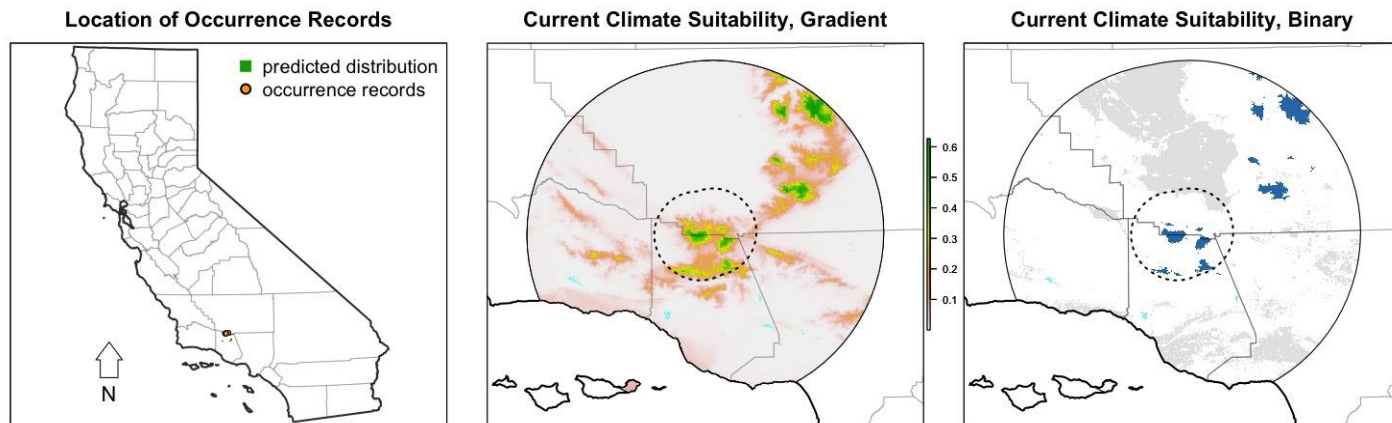 Location of Occurrence Records
predicted distribution
occurrence records
N
Current Climate Suitability, Gradient
0.6
0.5
0.4
0.3
0.2
0.1
Current Climate Suitability, Binary